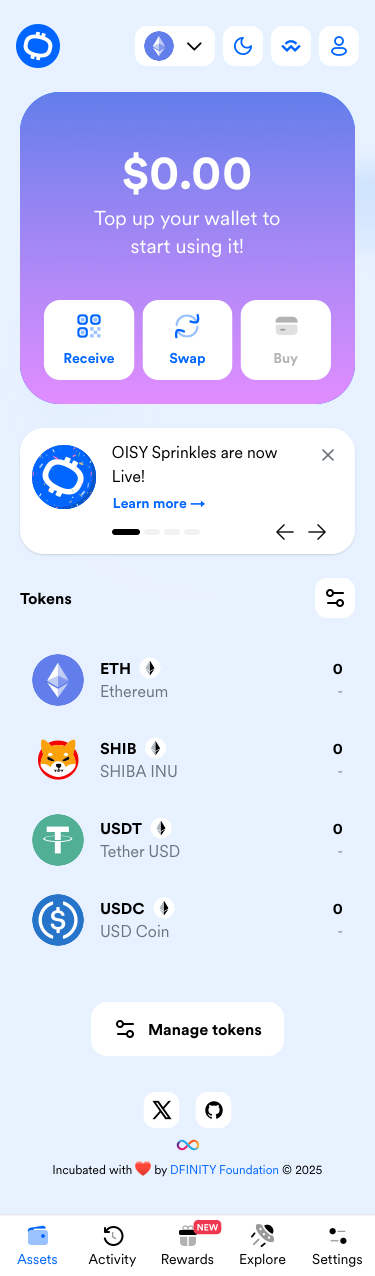 $0.00
Top up your wallet to
start using it!
Receive
Swap
Buy
OISY Sprinkles are now
Live!
Learn more →
Tokens
ETH
0
Ethereum
-
SHIB
0
SHIBA INU
-
USDT
0
Tether USD
-
USDC
0
USD Coin
-
Manage tokens
Incubated with ❤️ by DFINITY Foundation © 2025
NEW
Assets
Activity
Rewards
Explore
Settings